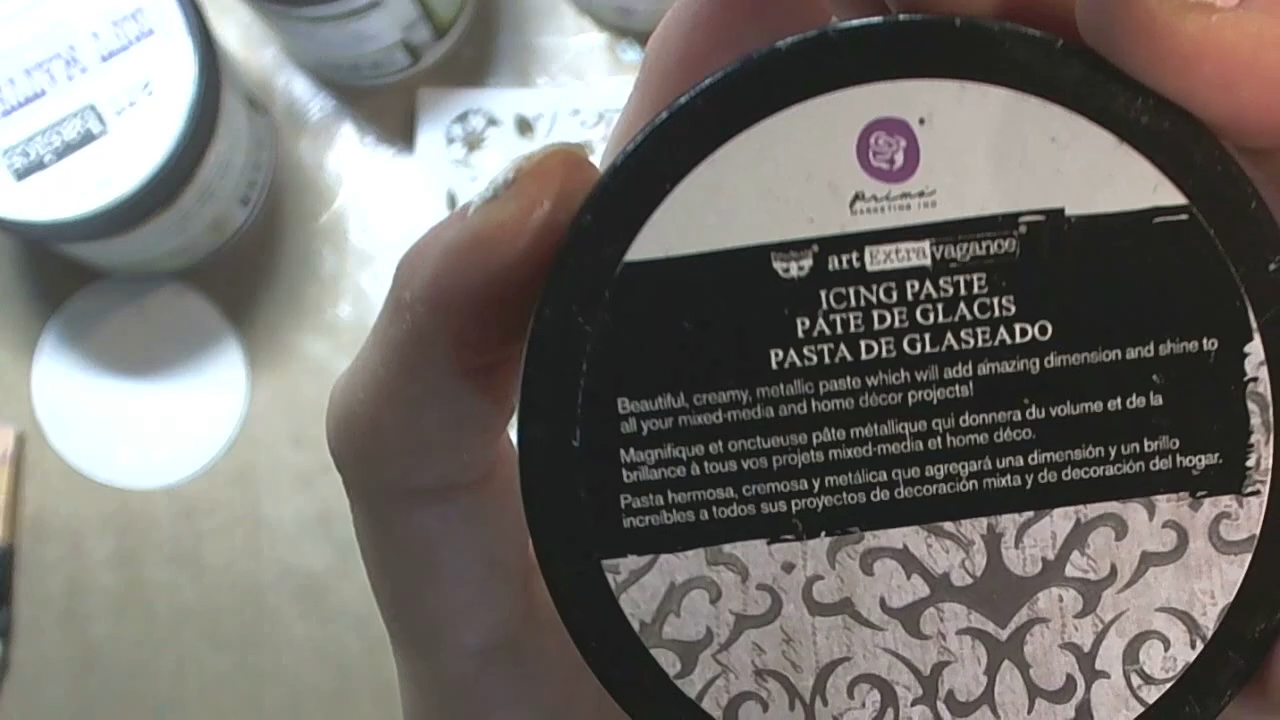 prima
MARKETING INC
art Extravagance
ICING PASTE
PATE DE GLACIS
PASTA DE GLASEADO
Beautiful, creamy, metallic paste which will add amazing dimension and shine to
all your mixed-media and home décor projects!
Magnifique et onctueuse pâte métallique qui donnera du volume et de la
brillance à tous vos projets mixed-media et home déco.
Pasta hermosa, cremosa y metálica que agregará una dimensión y un brillo
increíbles a todos sus proyectos de decoración mixta y de decoración del hogar.